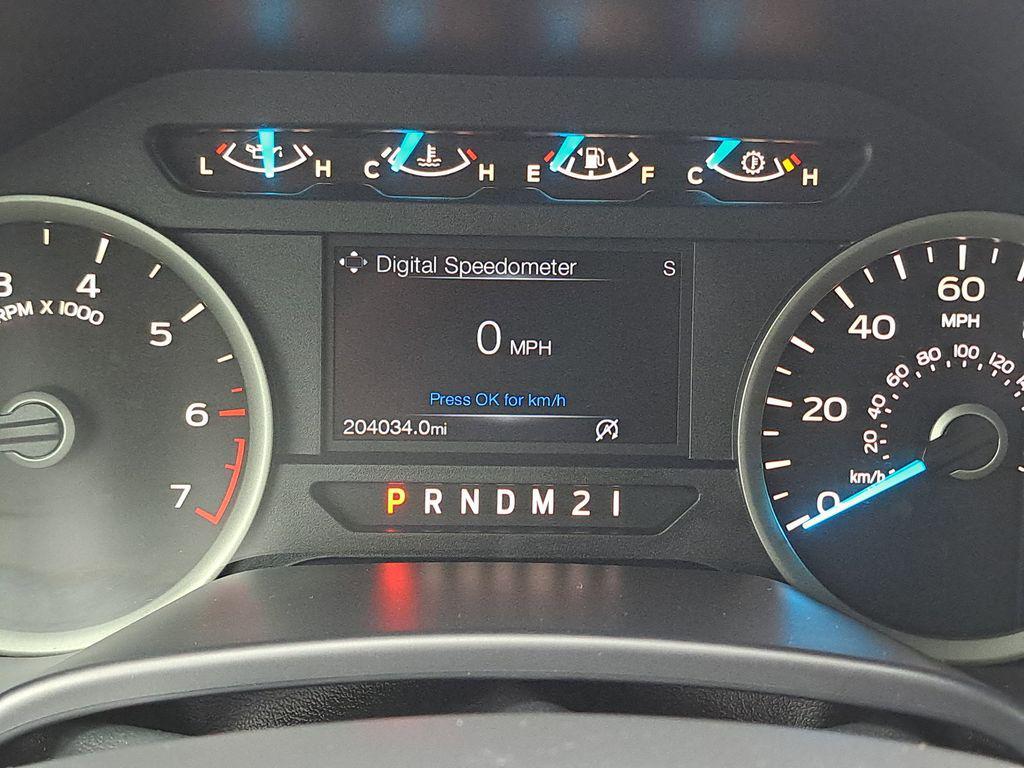 L H C H E F C H
Digital Speedometer S
0 MPH
Press OK for km/h
204034.0mi
P R N D M 2 1
3 4 5 6 7
RPM X 1000
0 20 40 60
MPH
20 40 60 80 100 120
km/h